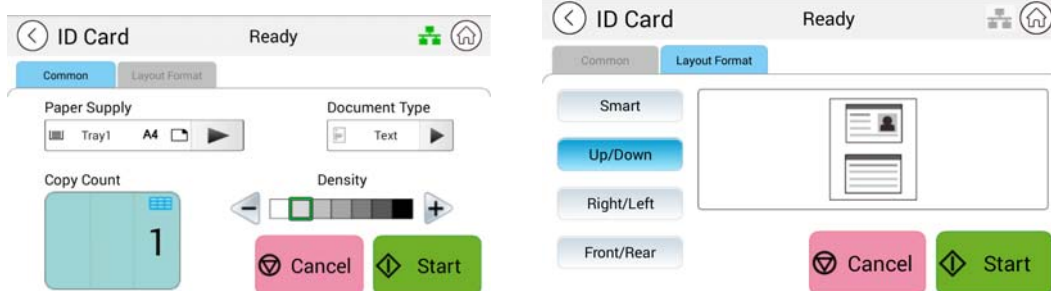 ID Card Ready
Common Layout Format
Paper Supply Document Type
Tray1 A4 Text
Copy Count Density
1
Cancel Start
ID Card Ready
Common Layout Format
Smart
Up/Down
Right/Left
Front/Rear
Cancel Start